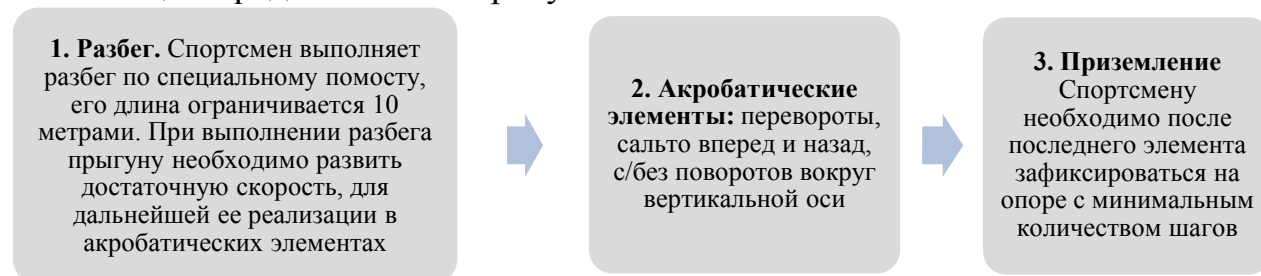 1. Разбег. Спортсмен выполняет
разбег по специальному помосту,
его длина ограничивается 10
метрами. При выполнении разбега
прыгуну необходимо развить
достаточную скорость, для
дальнейшей ее реализации в
акробатических элементах
2. Акробатические
элементы: перевороты,
сальто вперед и назад,
с/без поворотов вокруг
вертикальной оси
3. Приземление
Спортсмену
необходимо после
последнего элемента
зафиксироваться на
опоре с минимальным
количеством шагов